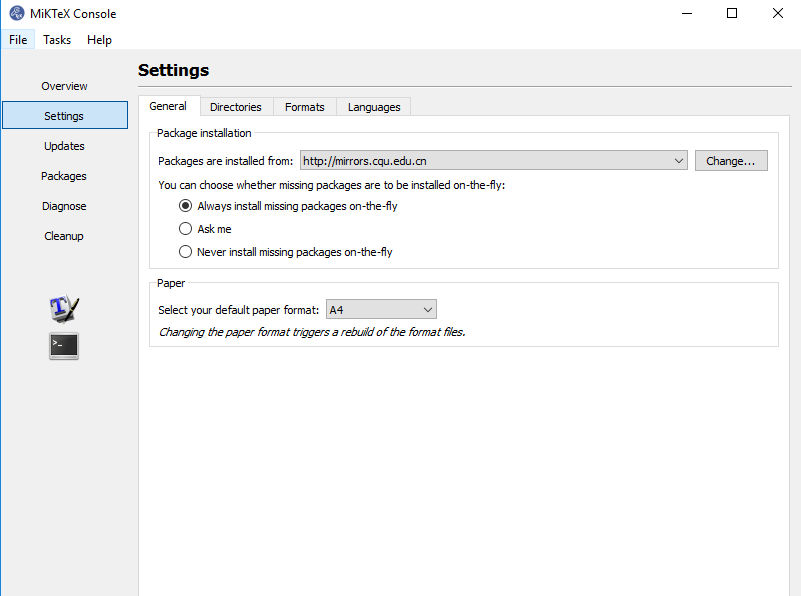 MiKTeX Console
File Tasks Help
Settings
Overview
Settings
Updates
Packages
Diagnose
Cleanup
General Directories Formats Languages
Package installation
Packages are installed from: http://mirrors.cqu.edu.cn Change...
You can choose whether missing packages are to be installed on-the-fly:
Always install missing packages on-the-fly
Ask me
Never install missing packages on-the-fly
Paper
Select your default paper format: A4
Changing the paper format triggers a rebuild of the format files.